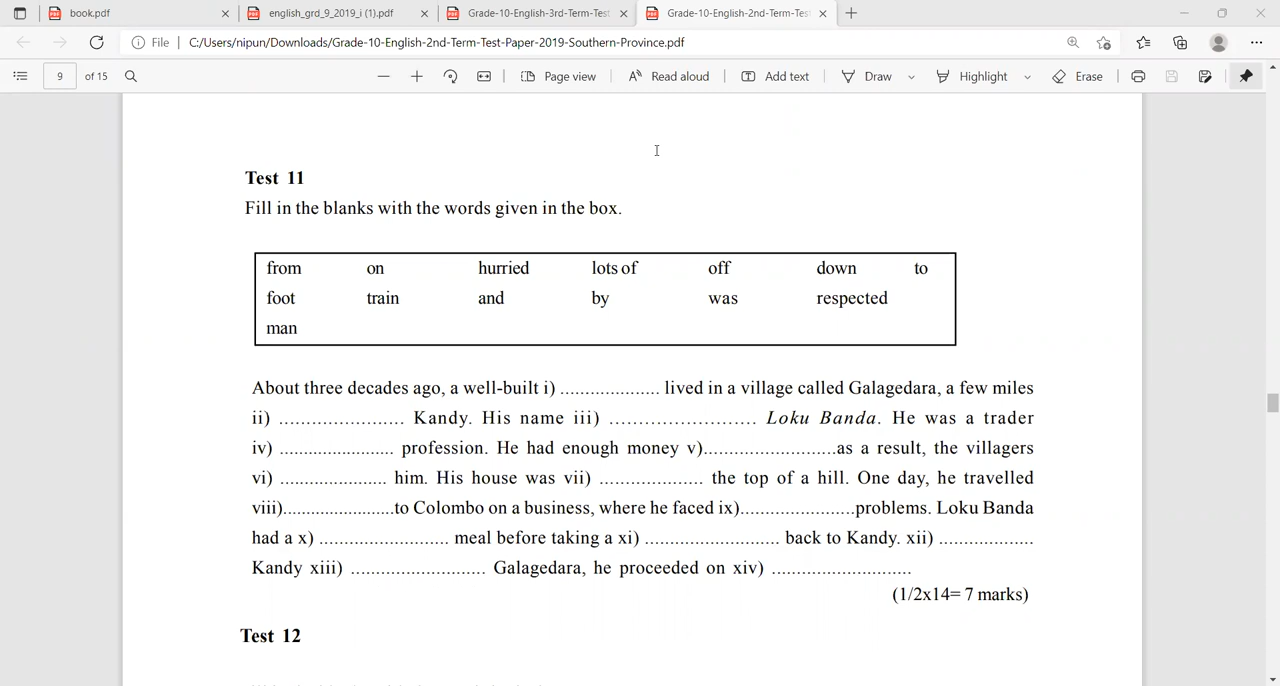 book.pdf
english_grd_9_2019_i (1).pdf
Grade-10-English-3rd-Term-Test
Grade-10-English-2nd-Term-Test
File
C:/Users/nipun/Downloads/Grade-10-English-2nd-Term-Test-Paper-2019-Southern-Province.pdf
9 of 15
Page view
Read aloud
Add text
Draw
Highlight
Erase
Test 11
Fill in the blanks with the words given in the box.
from on hurried lots of off down to
foot train and by was respected
man
About three decades ago, a well-built i) .................... lived in a village called Galagedara, a few miles
ii) ....................... Kandy. His name iii) .......................... Loku Banda. He was a trader
iv) ....................... profession. He had enough money v)..........................as a result, the villagers
vi) ..................... him. His house was vii) .................... the top of a hill. One day, he travelled
viii)......................to Colombo on a business, where he faced ix)......................problems. Loku Banda
had a x) .......................... meal before taking a xi) ........................... back to Kandy. xii) ...................
Kandy xiii) ........................... Galagedara, he proceeded on xiv) ............................
(1/2x14= 7 marks)
Test 12